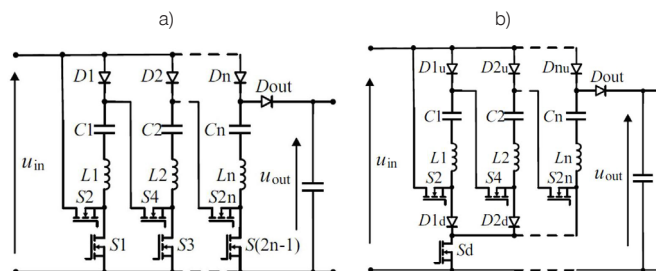 a)
b)
D1 D2 Dn Dout
D1u D2u Dnu Dout
C1 C2 Cn
C1 C2 Cn
uin L1 L2 Ln uout
uin L1 L2 Ln uout
S2 S4 S2n
S2 S4 S2n
S1 S3 S(2n-1)
D1d D2d
Sd